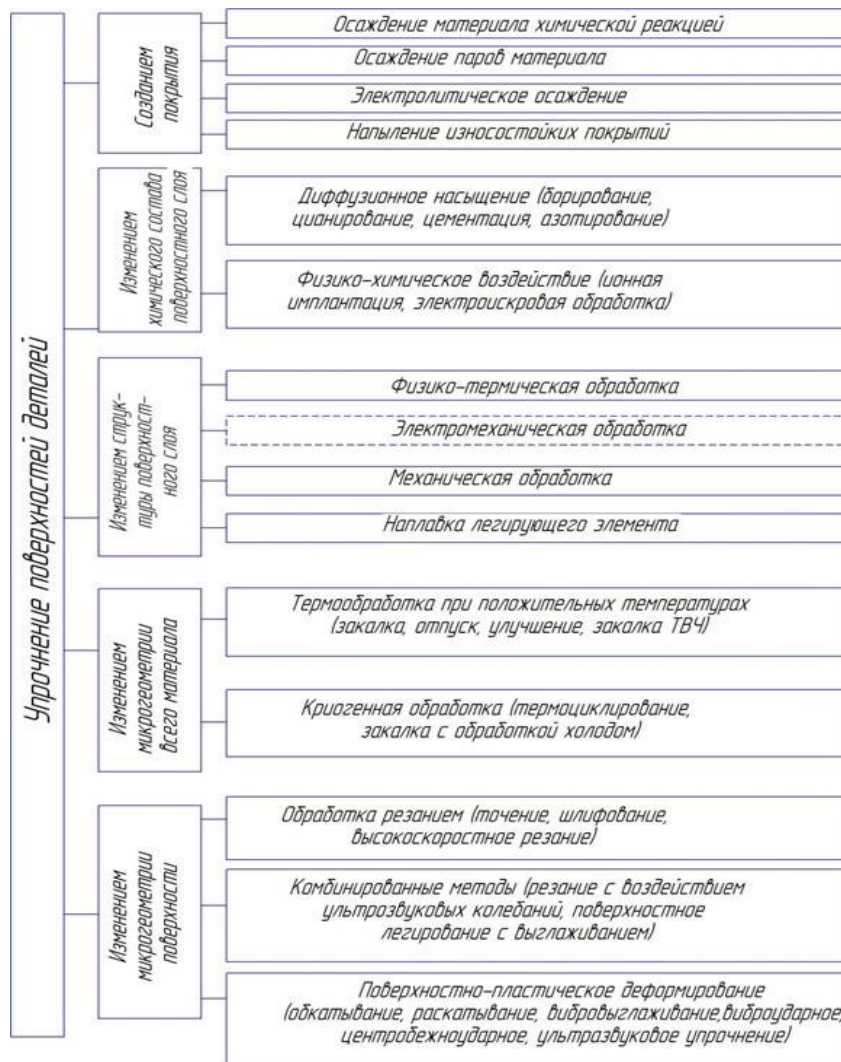 Упрочнение поверхностей деталей
Созданием
покрытия
Осаждение материала химической реакцией
Осаждение паров материала
Электролитическое осаждение
Напыление износостойких покрытий
Изменением
химического состава
поверхностного слоя
Диффузионное насыщение (борирование,
цианирование, цементация, азотирование)
Физико-химическое воздействие (ионная
имплантация, электроискровая обработка)
Изменением струк-
туры поверхност-
ного слоя
Физико-термическая обработка
Электромеханическая обработка
Механическая обработка
Наплавка легирующего элемента
Изменением
микрогеометрии
всего материала
Термообработка при положительных температурах
(закалка, отпуск, улучшение, закалка ТВЧ)
Криогенная обработка (термоциклирование,
закалка с обработкой холодом)
Изменением
микрогеометрии
поверхности
Обработка резанием (точение, шлифование,
высокоскоростное резание)
Комбинированные методы (резание с воздействием
ультрозвуковых колебаний, поверхностное
легирование с выглаживанием)
Поверхностно-пластическое деформирование
(обкатывание, раскатывание, вибровыглаживание,виброударное,
центробежноударное, ультразвуковое упрочнение)